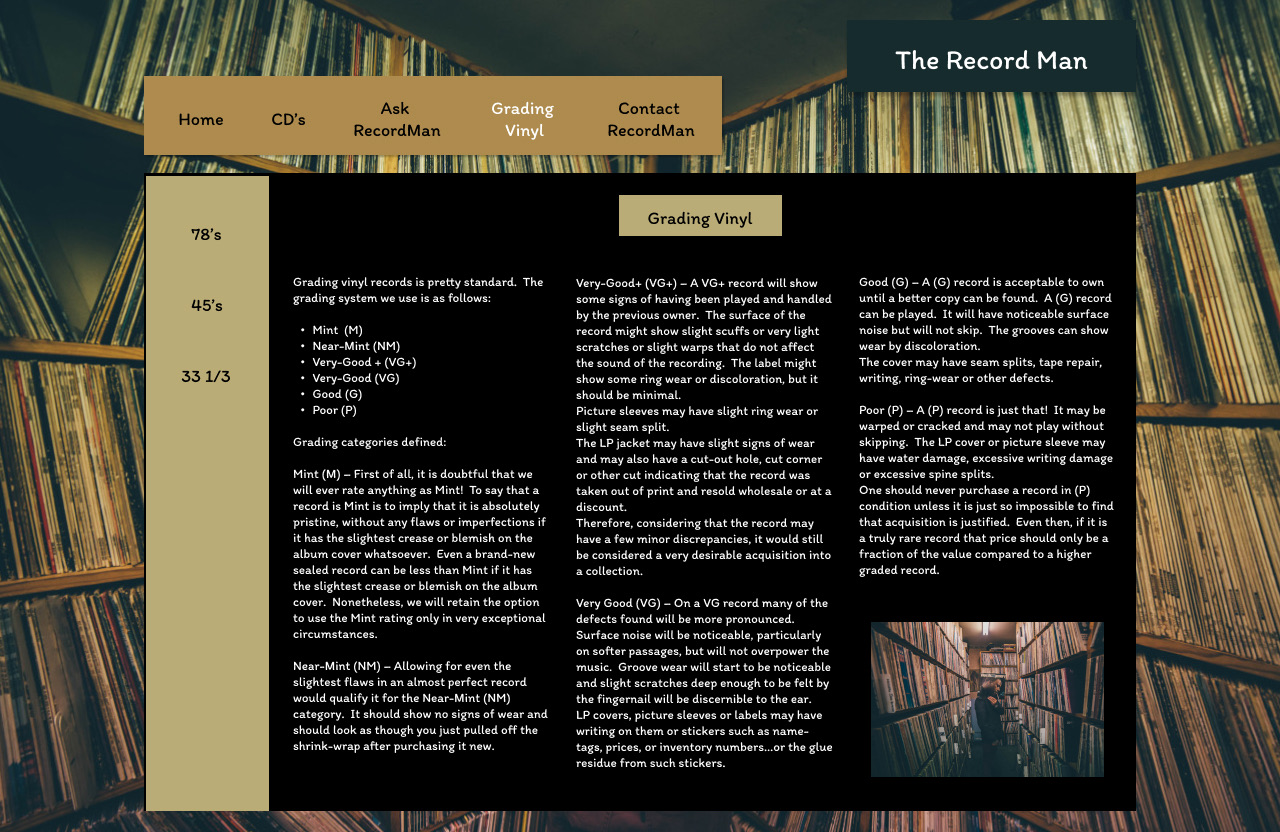 The Record Man
Home
CD's
Ask
RecordMan
Grading
Vinyl
Contact
RecordMan
78's
45's
33 1/3
Grading Vinyl
Grading vinyl records is pretty standard.  The
grading system we use is as follows:
• Mint  (M)
• Near-Mint (NM)
• Very-Good + (VG+)
• Very-Good (VG)
• Good (G)
• Poor (P)
Grading categories defined:
Mint (M) – First of all, it is doubtful that we
will ever rate anything as Mint!  To say that a
record is Mint is to imply that it is absolutely
pristine, without any flaws or imperfections if
it has the slightest crease or blemish on the
album cover whatsoever.  Even a brand-new
sealed record can be less than Mint if it has
the slightest crease or blemish on the album
cover.  Nonetheless, we will retain the option
to use the Mint rating only in very exceptional
circumstances.
Near-Mint (NM) – Allowing for even the
slightest flaws in an almost perfect record
would qualify it for the Near-Mint (NM)
category.  It should show no signs of wear and
should look as though you just pulled off the
shrink-wrap after purchasing it new.
Very-Good+ (VG+) – A VG+ record will show
some signs of having been played and handled
by the previous owner.  The surface of the
record might show slight scuffs or very light
scratches or slight warps that do not affect
the sound of the recording.  The label might
show some ring wear or discoloration, but it
should be minimal.
Picture sleeves may have slight ring wear or
slight seam split.
The LP jacket may have slight signs of wear
and may also have a cut-out hole, cut corner
or other cut indicating that the record was
taken out of print and resold wholesale or at a
discount.
Therefore, considering that the record may
have a few minor discrepancies, it would still
be considered a very desirable acquisition into
a collection.
Very Good (VG) – On a VG record many of the
defects found will be more pronounced.
Surface noise will be noticeable, particularly
on softer passages, but will not overpower the
music.  Groove wear will start to be noticeable
and slight scratches deep enough to be felt by
the fingernail will be discernible to the ear.
LP covers, picture sleeves or labels may have
writing on them or stickers such as name-
tags, prices, or inventory numbers...or the glue
residue from such stickers.
Good (G) – A (G) record is acceptable to own
until a better copy can be found.  A (G) record
can be played.  It will have noticeable surface
noise but will not skip.  The grooves can show
wear by discoloration.
The cover may have seam splits, tape repair,
writing, ring-wear or other defects.
Poor (P) – A (P) record is just that!  It may be
warped or cracked and may not play without
skipping.  The LP cover or picture sleeve may
have water damage, excessive writing damage
or excessive spine splits.
One should never purchase a record in (P)
condition unless it is just so impossible to find
that acquisition is justified.  Even then, if it is
a truly rare record that price should only be a
fraction of the value compared to a higher
graded record.